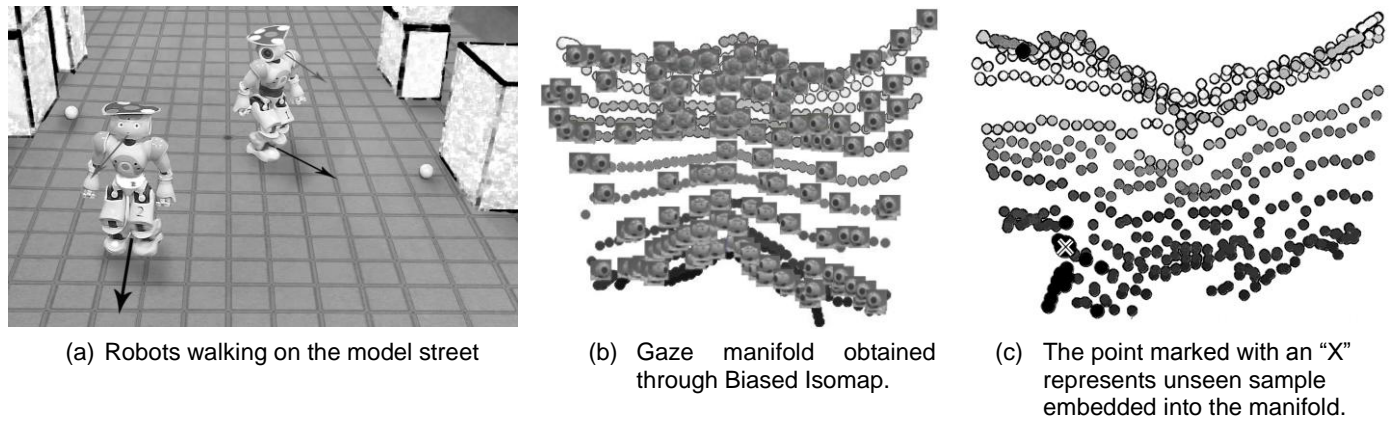 (a) Robots walking on the model street
(b) Gaze manifold obtained
through Biased Isomap.
(c) The point marked with an “X”
represents unseen sample
embedded into the manifold.
1
2